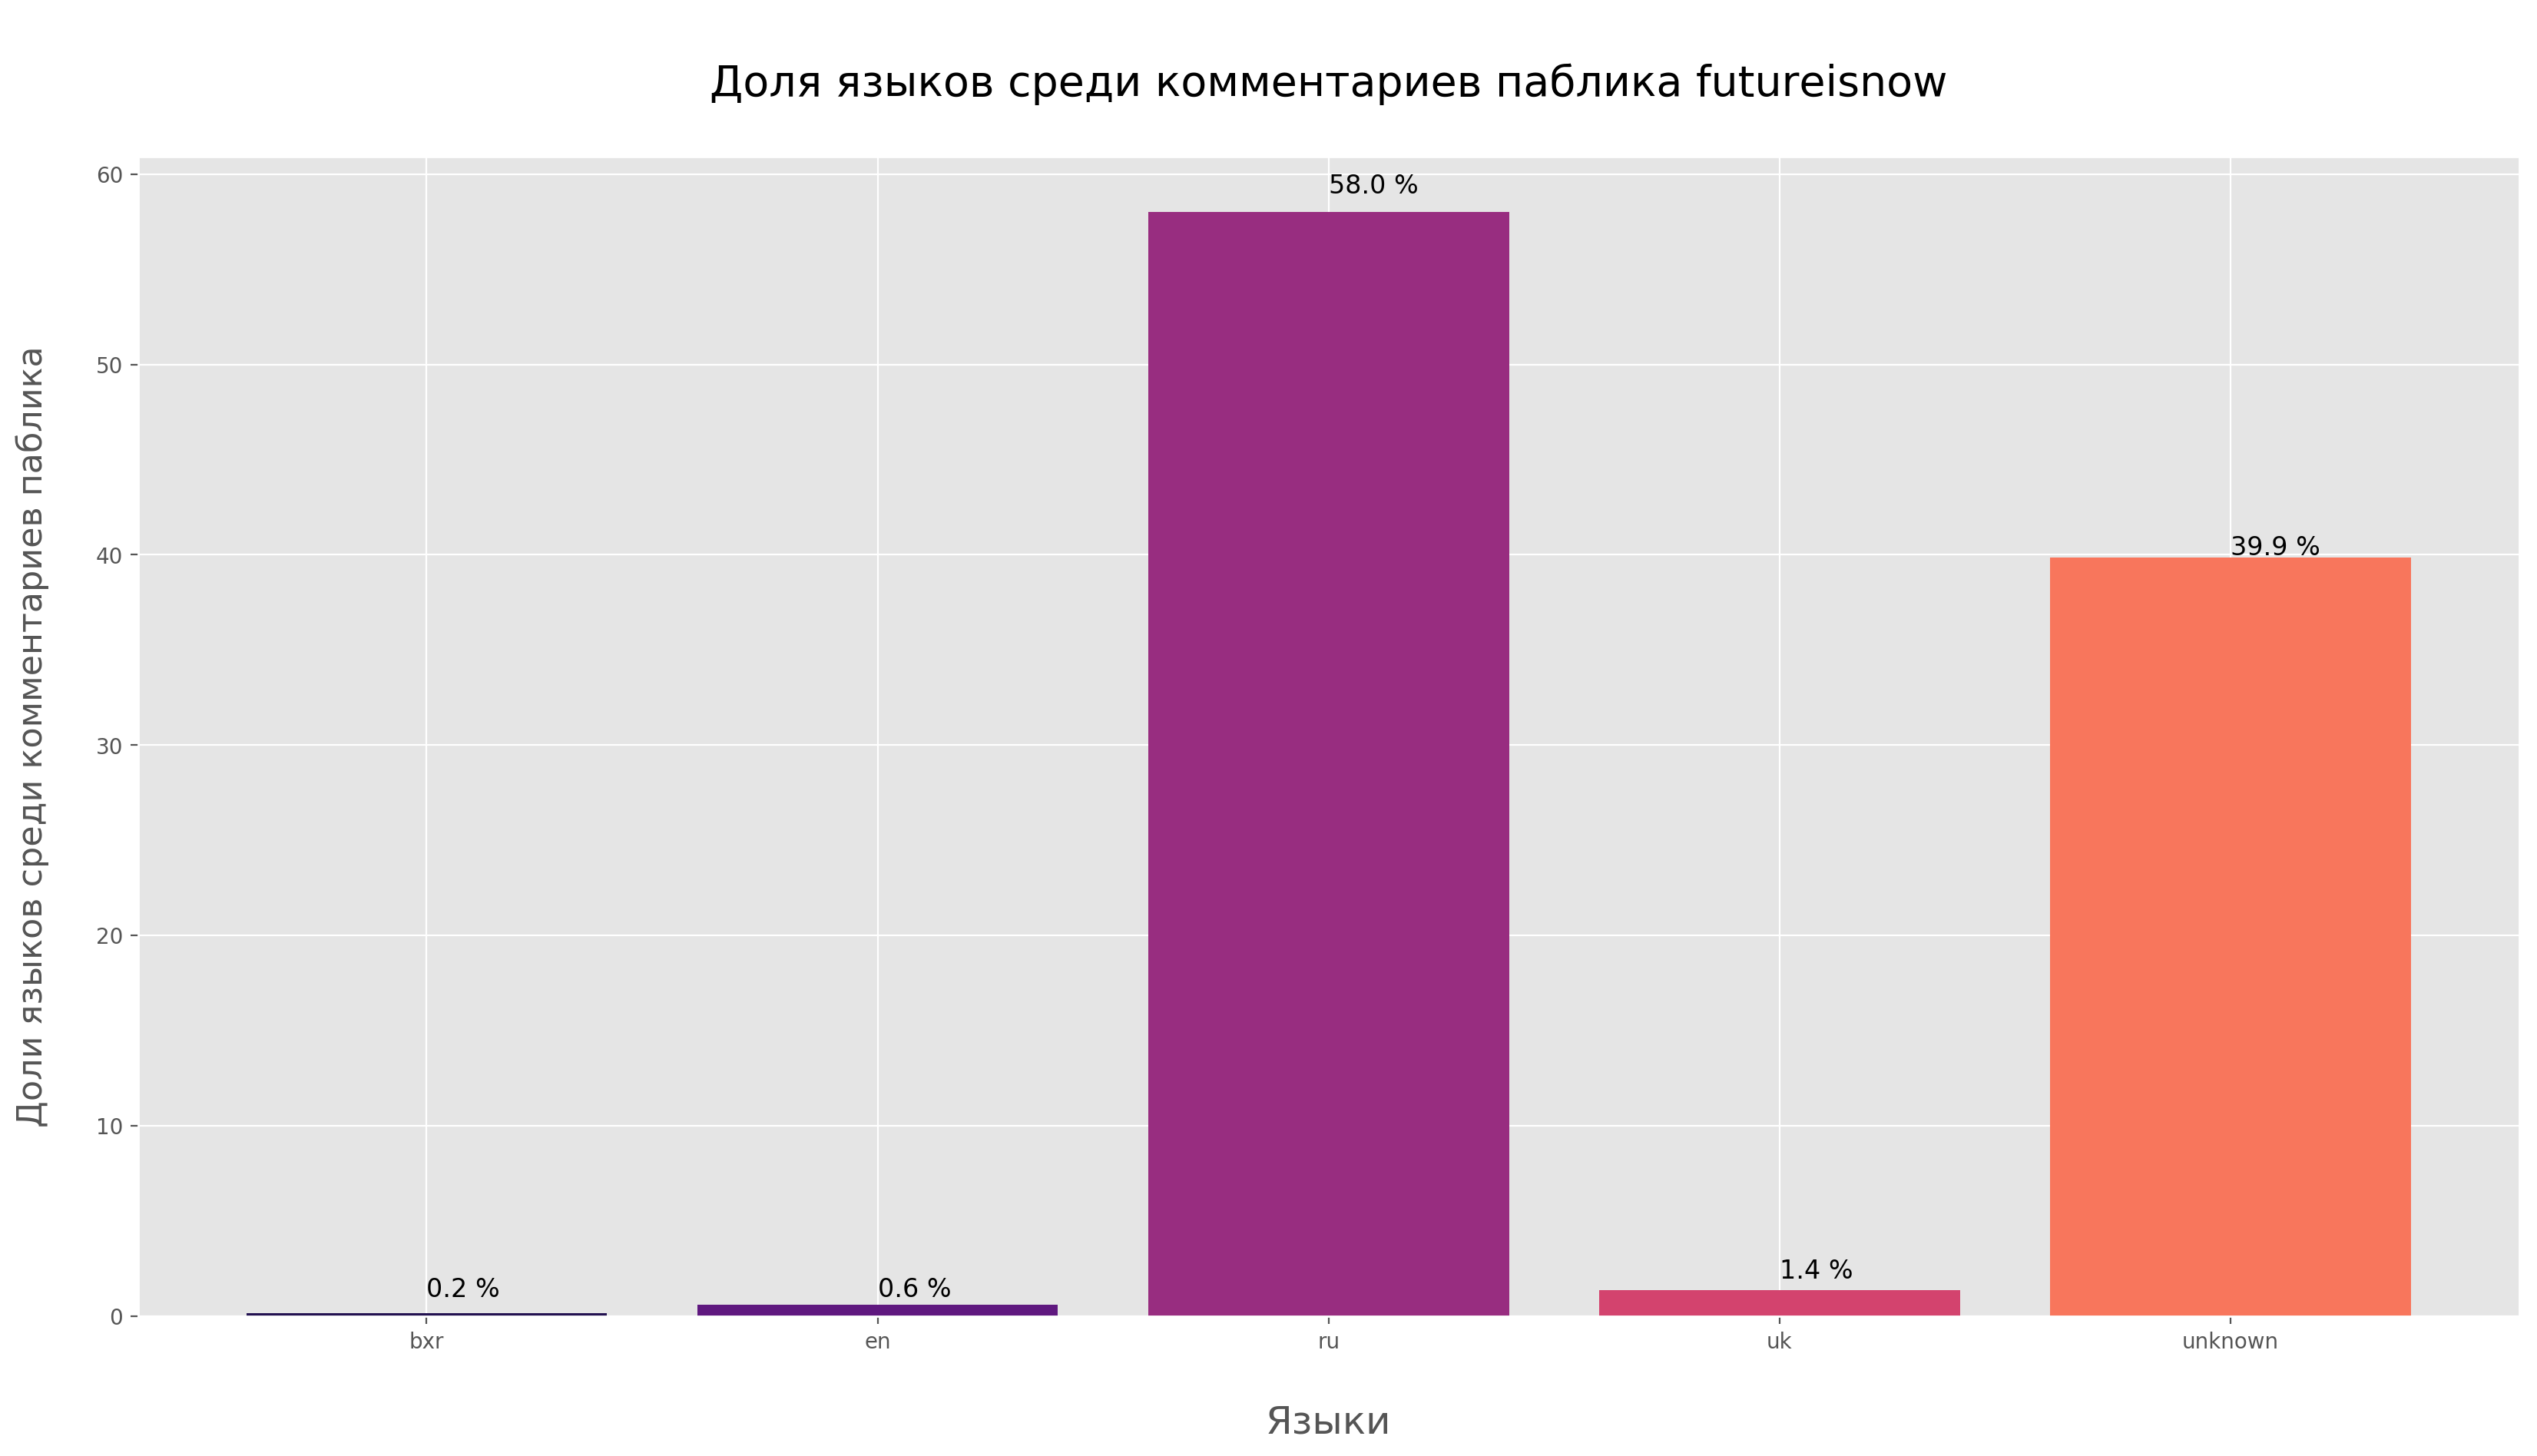 Доля языков среди комментариев паблика futureisnow
Доли языков среди комментариев паблика
60
50
40
30
20
10
0
0.2 %
0.6 %
58.0 %
1.4 %
39.9 %
bxr
en
ru
uk
unknown
Языки